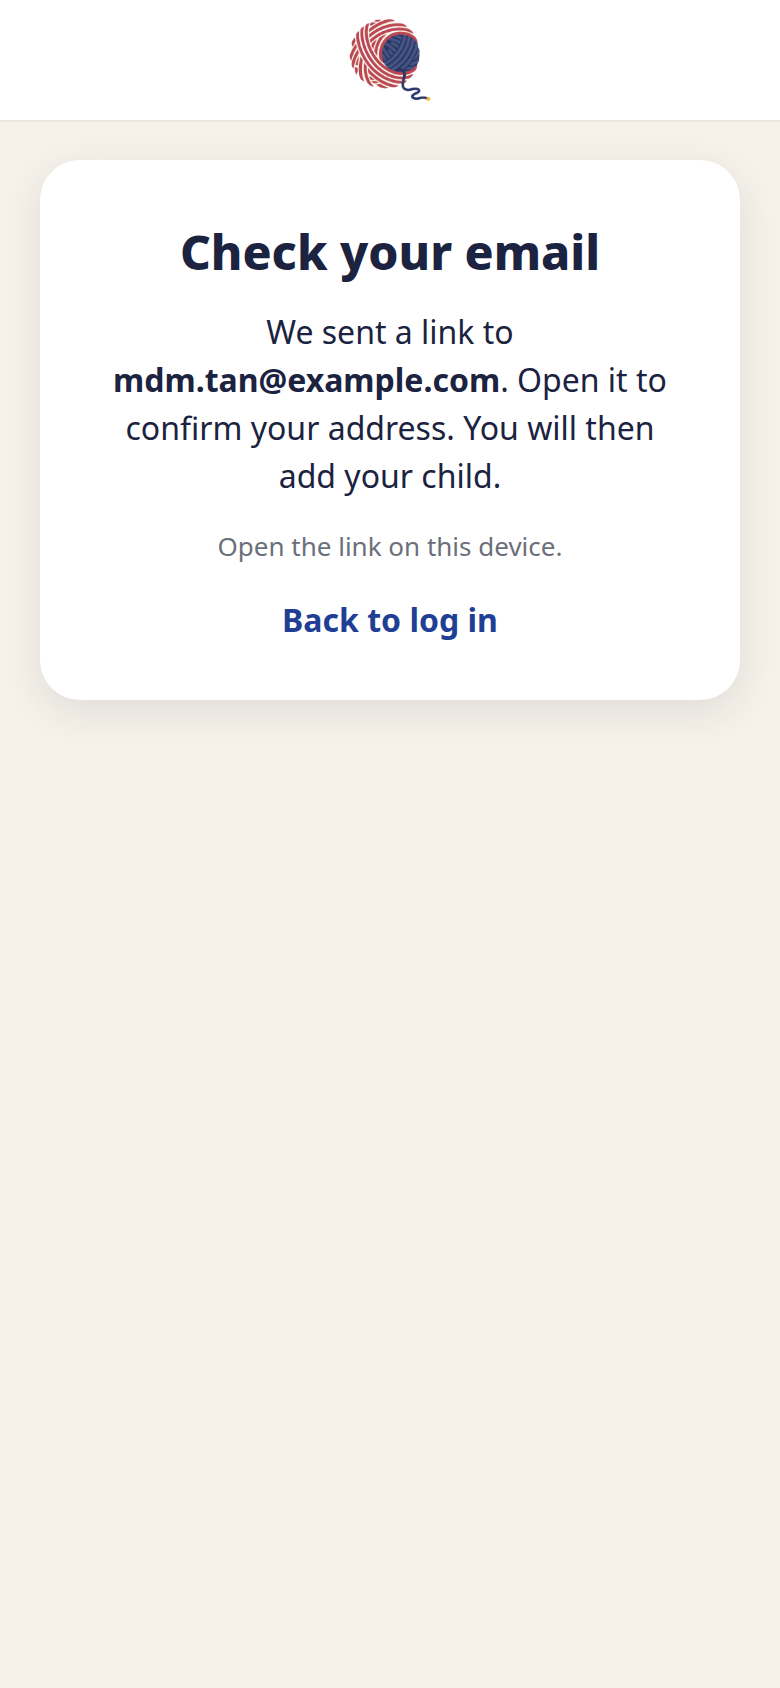 Check your email
We sent a link to
mdm.tan@example.com. Open it to
confirm your address. You will then
add your child.
Open the link on this device.
Back to log in